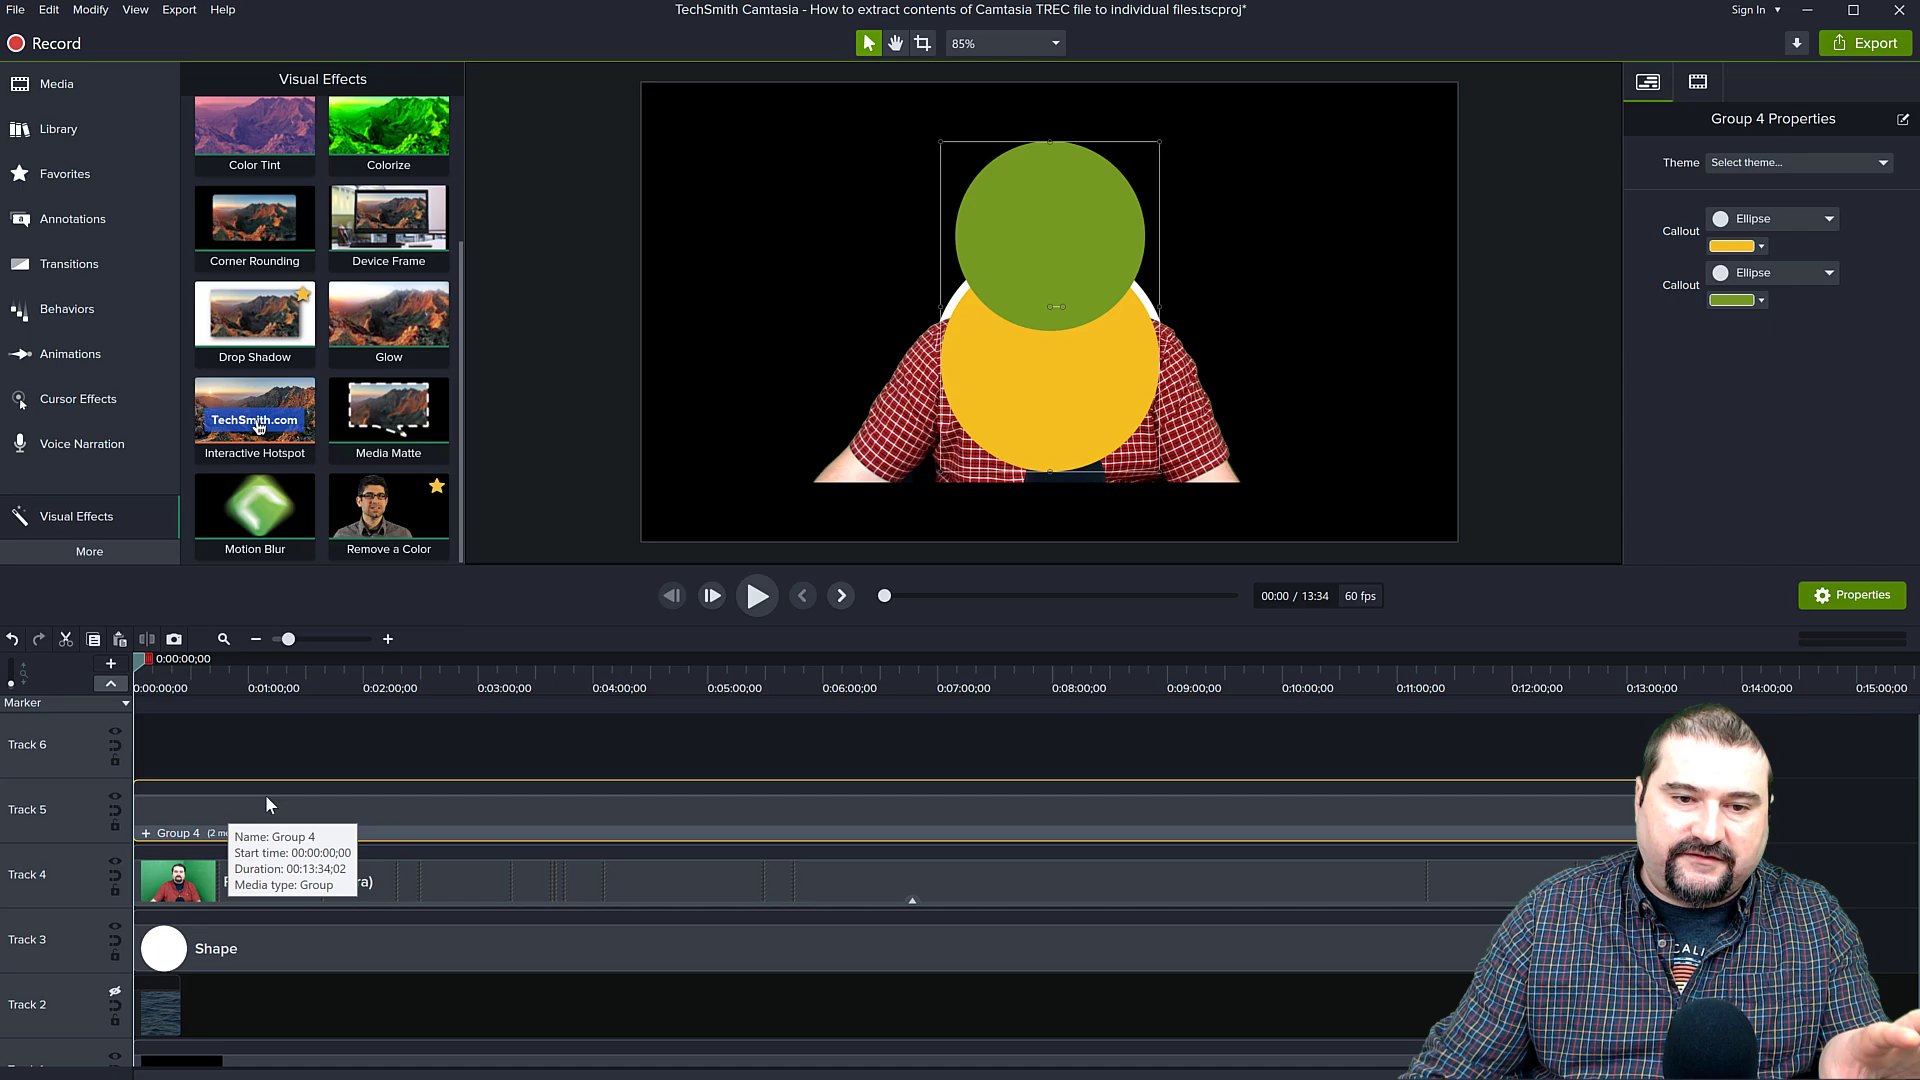 File Edit Modify View Export Help
TechSmith Camtasia - How to extract contents of Camtasia TREC file to individual files.tscproj*
Sign In
Record
85%
Export
Media
Library
Favorites
Annotations
Transitions
Behaviors
Animations
Cursor Effects
Voice Narration
Visual Effects
More
Visual Effects
Color Tint Colorize
Corner Rounding Device Frame
Drop Shadow Glow
TechSmith.com
Interactive Hotspot Media Matte
Motion Blur Remove a Color
Group 4 Properties
Theme Select theme...
Ellipse
Callout
Ellipse
Callout
00:00 / 13:34 60 fps
Properties
0:00:00;00
0:00:00;00 0:01:00;00 0:02:00;00 0:03:00;00 0:04:00;00 0:05:00;00 0:06:00;00 0:07:00;00 0:08:00;00 0:09:00;00 0:10:00;00 0:11:00;00 0:12:00;00 0:13:00;00 0:14:00;00 0:15:00;00
Marker
Track 6
Track 5
Group 4
Name: Group 4
Start time: 00:00:00;00
Duration: 00:13:34;02
Media type: Group
Track 4
Track 3
Shape
Track 2
CALI